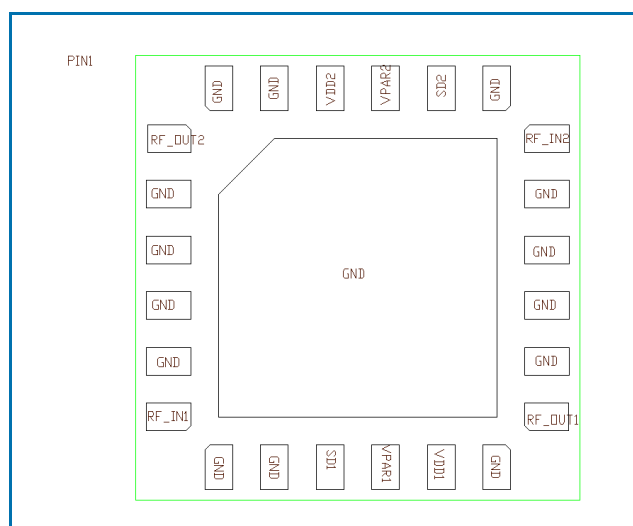 PIN1
GND
GND
VDD2
VPAR2
SD2
GND
RF_OUT2
RF_IN2
GND
GND
GND
GND
GND
GND
GND
GND
GND
RF_IN1
RF_OUT1
GND
GND
SD1
VPAR1
VDD1
GND